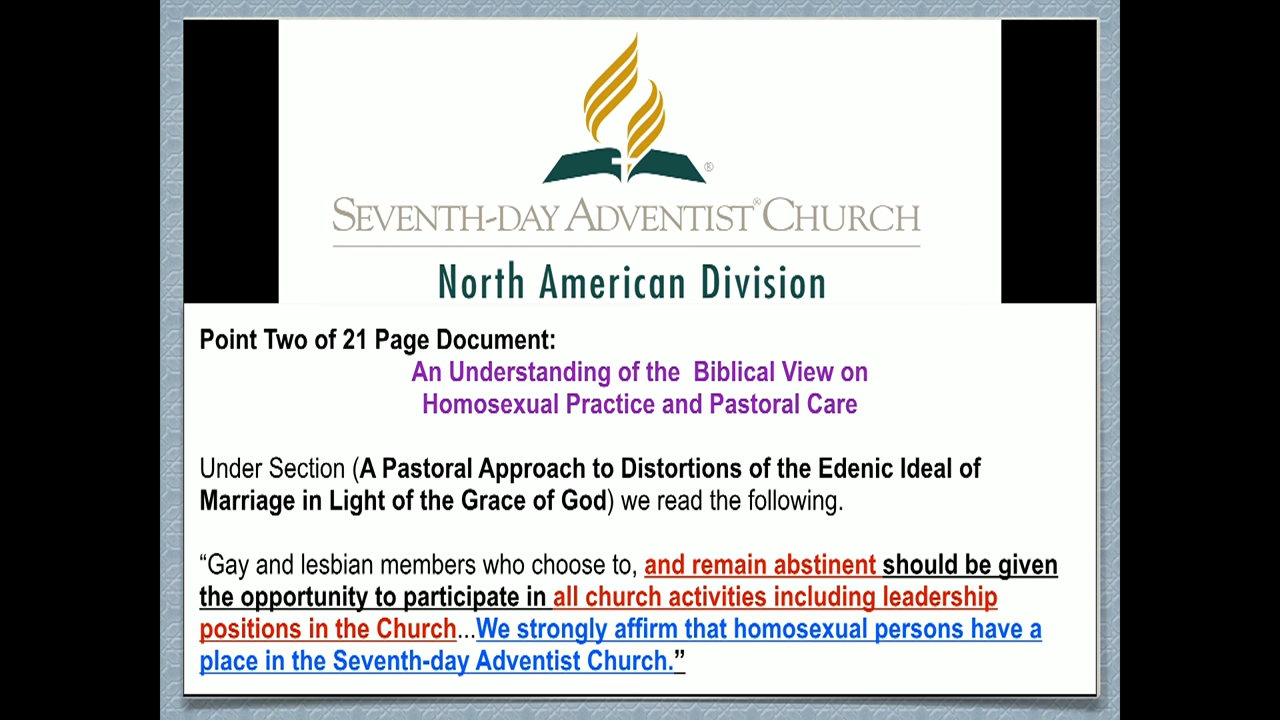 ®
SEVENTH-DAY ADVENTIST® CHURCH
North American Division
Point Two of 21 Page Document:
An Understanding of the  Biblical View on
Homosexual Practice and Pastoral Care
Under Section (A Pastoral Approach to Distortions of the Edenic Ideal of
Marriage in Light of the Grace of God) we read the following.
“Gay and lesbian members who choose to, and remain abstinent should be given
the opportunity to participate in all church activities including leadership
positions in the Church...We strongly affirm that homosexual persons have a
place in the Seventh-day Adventist Church.”